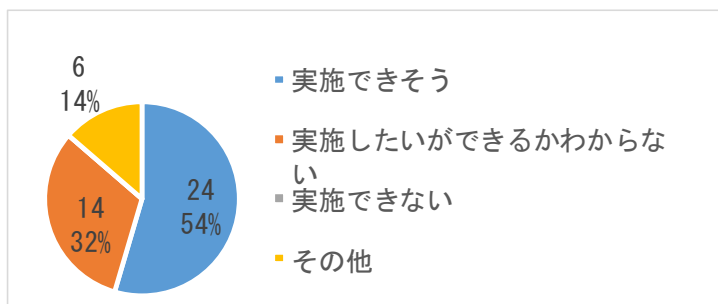 6
14%
24
54%
14
32%
実施できそう
実施したいができるかわからな
い
実施できない
その他